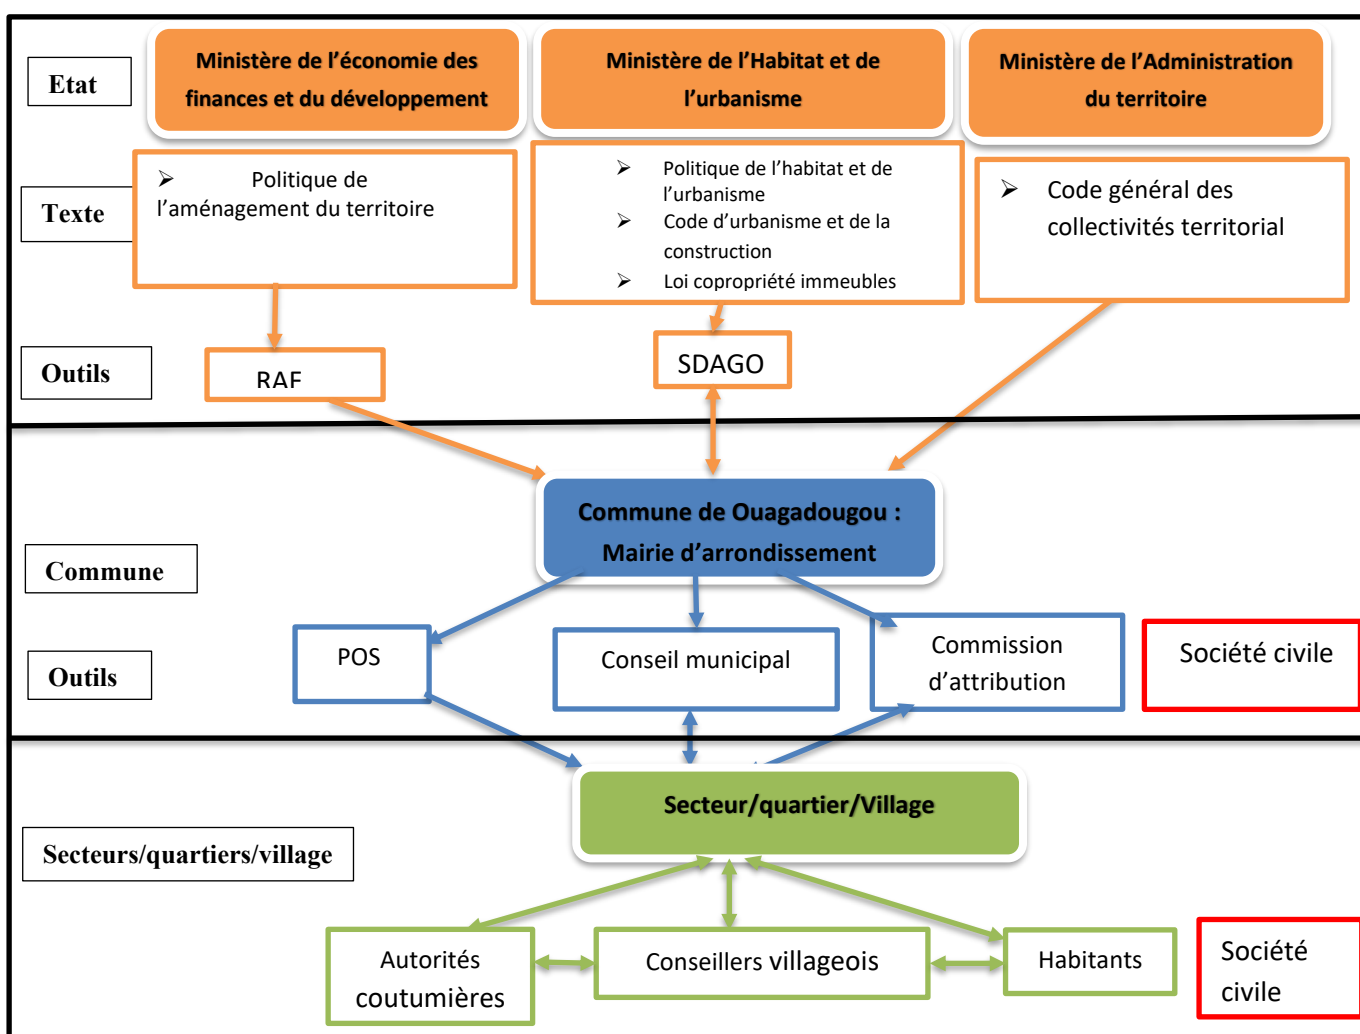 Etat
Ministère de l’économie des
finances et du développement
Ministère de l’Habitat et de
l’urbanisme
Ministère de l’Administration
du territoire
Texte
➢ Politique de
l’aménagement du territoire
➢ Politique de l’habitat et de
l’urbanisme
➢ Code d’urbanisme et de la
construction
➢ Loi copropriété immeubles
➢ Code général des
collectivités territorial
Outils
RAF
SDAGO
Commune de Ouagadougou :
Mairie d’arrondissement
Commune
Outils
POS
Conseil municipal
Commission
d’attribution
Société civile
Secteur/quartier/Village
Secteurs/quartiers/village
Autorités
coutumières
Conseillers villageois
Habitants
Société
civile